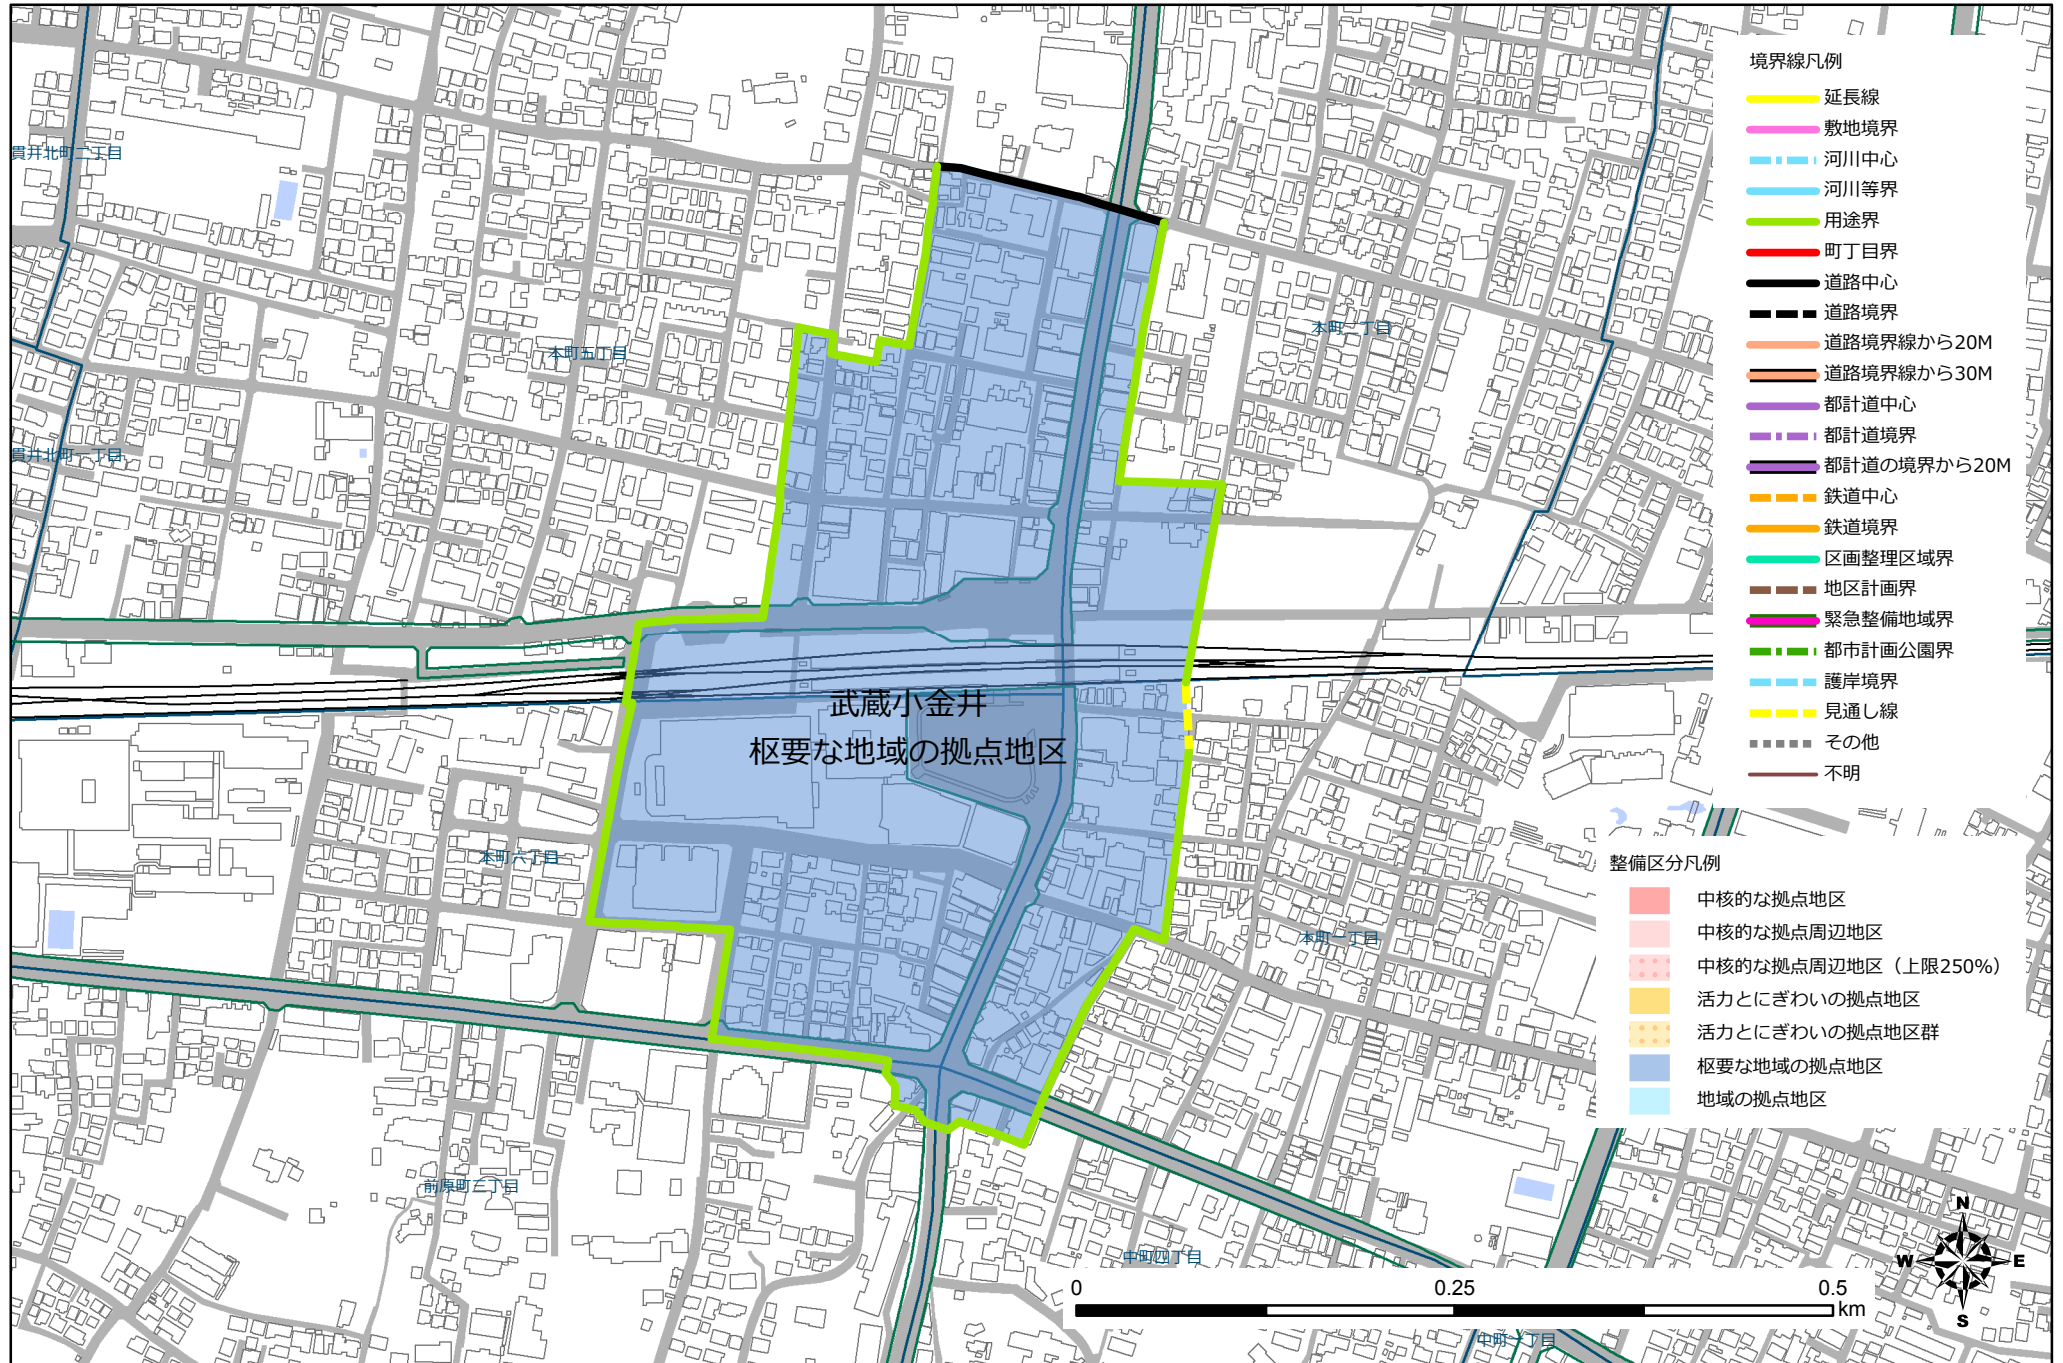 境界線凡例
延長線
敷地境界
河川中心
河川等界
用途界
町丁目界
道路中心
道路境界
道路境界線から20M
道路境界線から30M
都計道中心
都計道境界
都計道の境界から20M
鉄道中心
鉄道境界
区画整理区域界
地区計画界
緊急整備地域界
都市計画公園界
護岸境界
見通し線
その他
不明
整備区分凡例
中核的な拠点地区
中核的な拠点周辺地区
中核的な拠点周辺地区（上限250%）
活力とにぎわいの拠点地区
活力とにぎわいの拠点地区群
枢要な地域の拠点地区
地域の拠点地区
貫井北町二丁目
本町二丁目
本町五丁目
貫井北町一丁目
武蔵小金井
枢要な地域の拠点地区
本町六丁目
本町一丁目
前原町三丁目
中町四丁目
中町一丁目
N
W
E
S
0
0.25
0.5
km